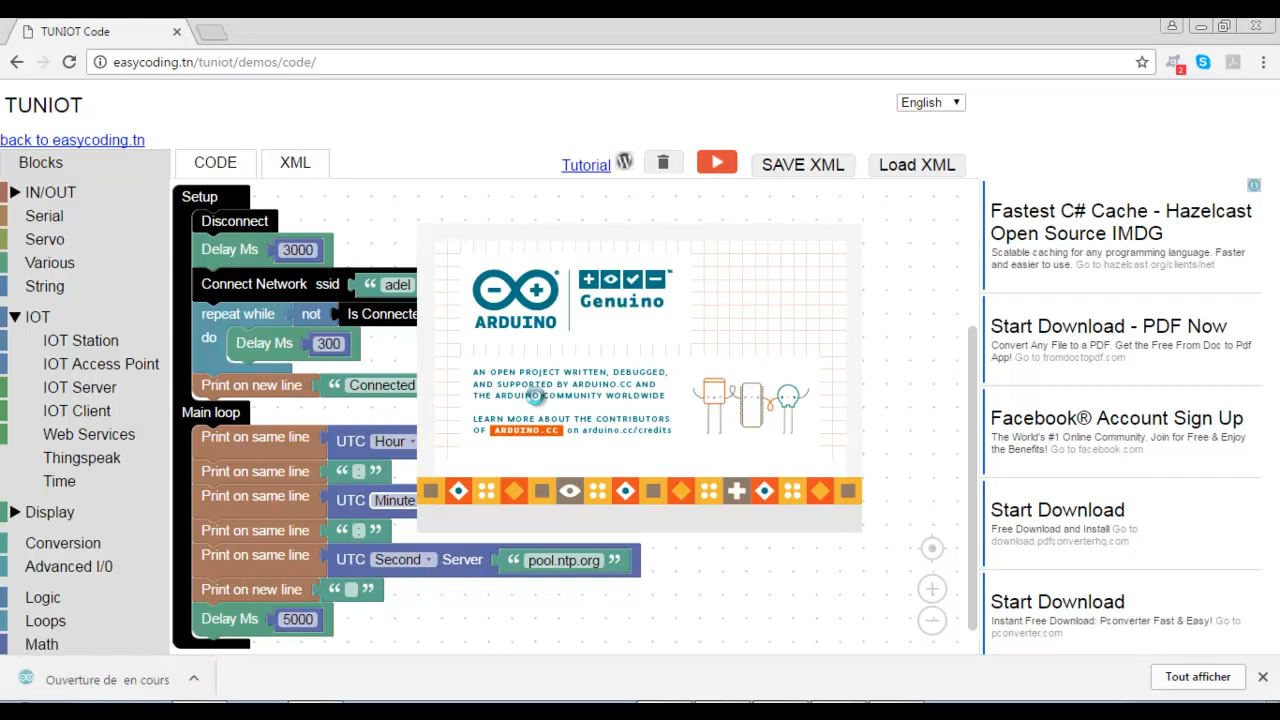 TUNIOT Code
easycoding.tn/tuniot/demos/code/
2
TUNIOT
English
back to easycoding.tn
Blocks
CODE
XML
Tutorial
SAVE XML
Load XML
IN/OUT
Serial
Servo
Various
String
IOT
IOT Station
IOT Access Point
IOT Server
IOT Client
Web Services
Thingspeak
Time
Display
Conversion
Advanced I/0
Logic
Loops
Math
Setup
Disconnect
Delay Ms 3000
Connect Network ssid “ adel
repeat while not Is Connecte
do Delay Ms 300
Print on new line “ Connected
Main loop
Print on same line UTC Hour
Print on same line “ : ”
Print on same line UTC Minute
Print on same line “ : ”
Print on same line UTC Second Server “ pool.ntp.org ”
Print on new line “ ”
Delay Ms 5000
ARDUINO
Genuino
AN OPEN PROJECT WRITTEN, DEBUGGED,
AND SUPPORTED BY ARDUINO.CC AND
THE ARDUINO COMMUNITY WORLDWIDE
LEARN MORE ABOUT THE CONTRIBUTORS
OF ARDUINO.CC on arduino.cc/credits
Fastest C# Cache - Hazelcast
Open Source IMDG
Scalable caching for any programming language. Faster
and easier to use. Go to hazelcast.org/clients/net
Start Download - PDF Now
Convert Any File to a PDF. Get the Free From Doc to Pdf
App! Go to fromdoctopdf.com
Facebook® Account Sign Up
The World's #1 Online Community. Join for Free & Enjoy
the Benefits! Go to facebook.com
Start Download
Free Download and Install Go to
download.pdfconverterhq.com
Start Download
Instant Free Download: Pconverter Fast & Easy! Go to
pconverter.com
Ouverture de en cours
Tout afficher